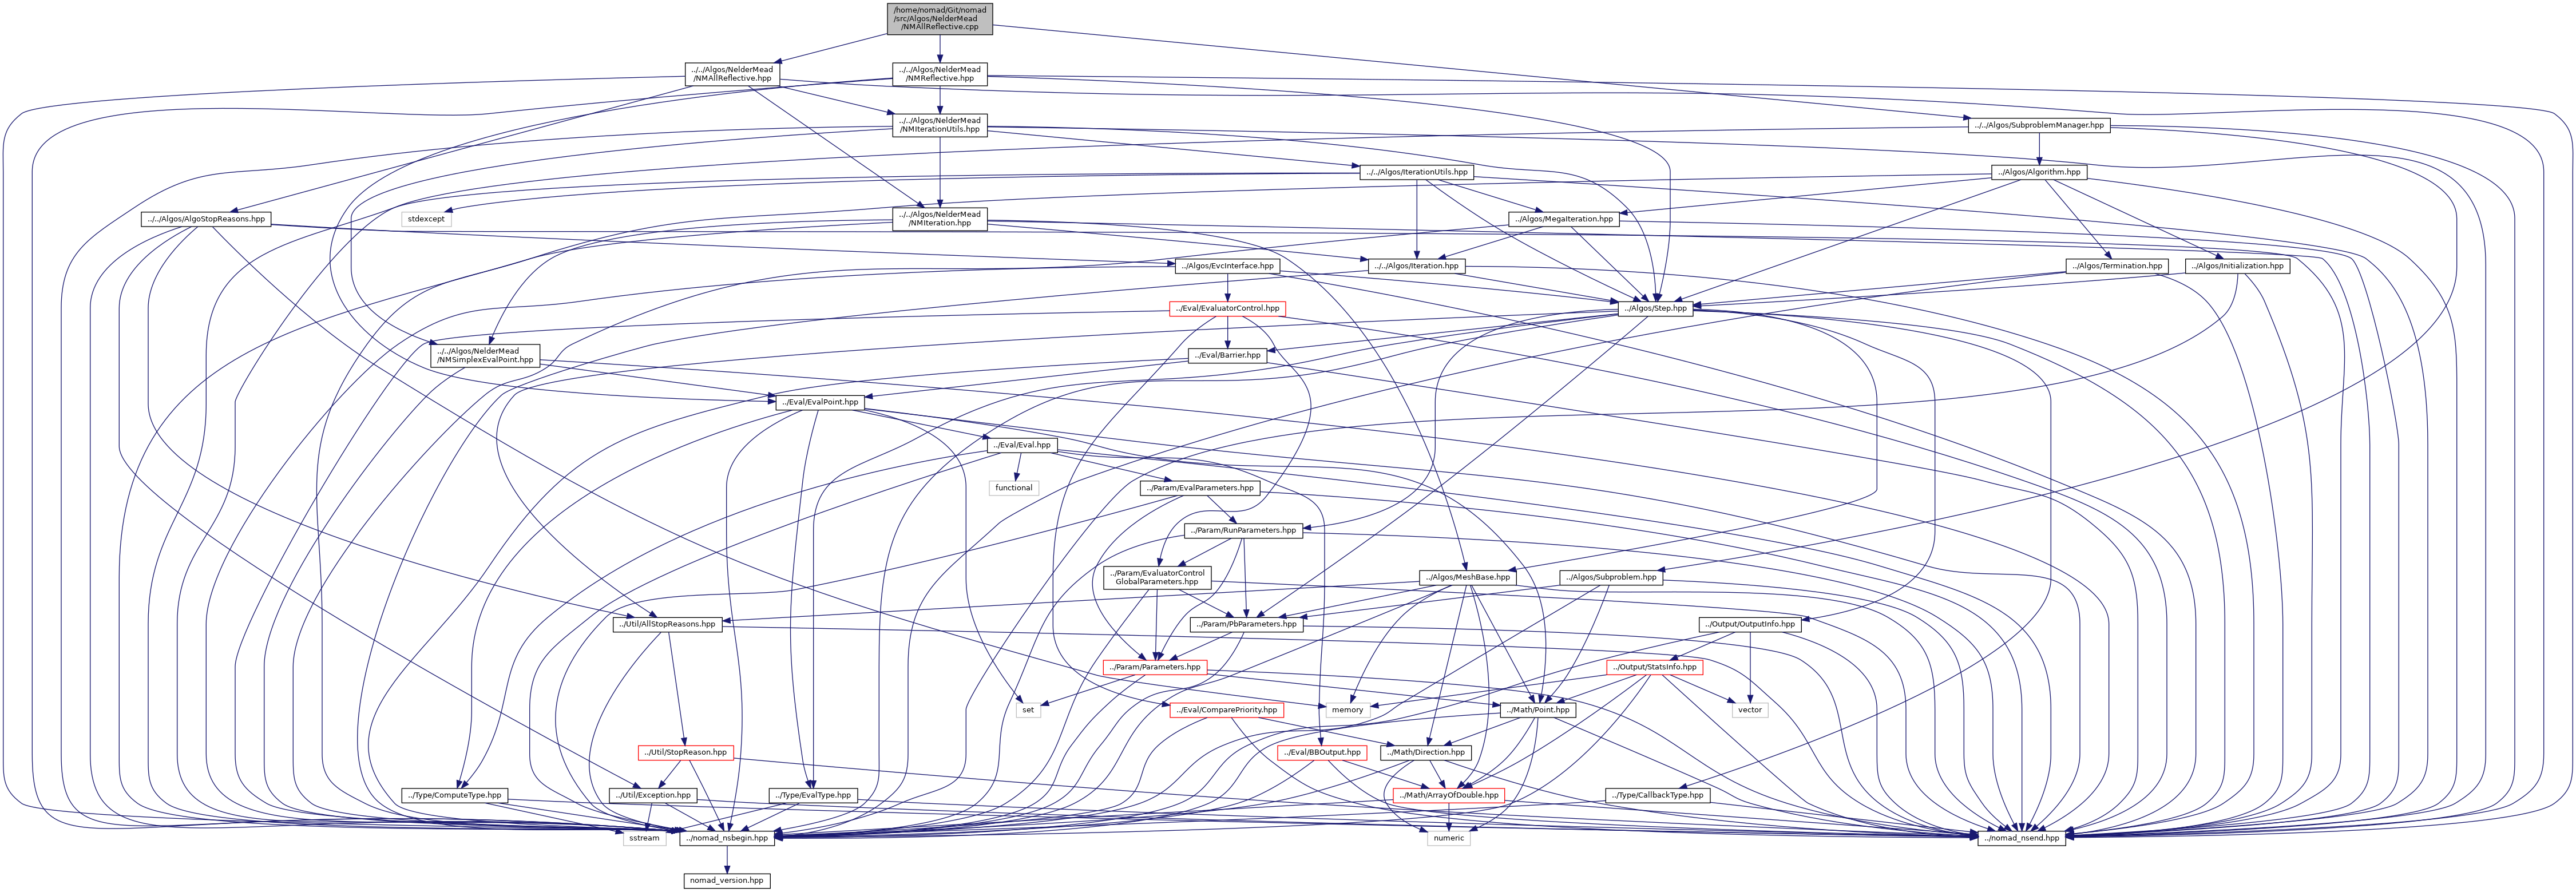 /home/nomad/Git/nomad
/src/Algos/NelderMead
/NMAllReflective.cpp
../../Algos/NelderMead
/NMAllReflective.hpp
../../Algos/NelderMead
/NMReflective.hpp
../../Algos/NelderMead
/NMIterationUtils.hpp
../../Algos/SubproblemManager.hpp
../../Algos/IterationUtils.hpp
../Algos/Algorithm.hpp
../../Algos/AlgoStopReasons.hpp
stdexcept
../../Algos/NelderMead
/NMIteration.hpp
../Algos/MegaIteration.hpp
../Algos/EvcInterface.hpp
../../Algos/Iteration.hpp
../Algos/Termination.hpp
../Algos/Initialization.hpp
../Eval/EvaluatorControl.hpp
../Algos/Step.hpp
../../Algos/NelderMead
/NMSimplexEvalPoint.hpp
../Eval/Barrier.hpp
../Eval/EvalPoint.hpp
../Eval/Eval.hpp
functional
../Param/EvalParameters.hpp
../Param/RunParameters.hpp
../Param/EvaluatorControl
GlobalParameters.hpp
../Algos/MeshBase.hpp
../Algos/Subproblem.hpp
../Util/AllStopReasons.hpp
../Param/PbParameters.hpp
../Output/OutputInfo.hpp
../Param/Parameters.hpp
../Output/StatsInfo.hpp
set
../Eval/ComparePriority.hpp
memory
../Math/Point.hpp
vector
../Util/StopReason.hpp
../Eval/BBOutput.hpp
../Math/Direction.hpp
../Type/ComputeType.hpp
../Util/Exception.hpp
../Type/EvalType.hpp
../Math/ArrayOfDouble.hpp
../Type/CallbackType.hpp
sstream
../nomad_nsbegin.hpp
numeric
../nomad_nsend.hpp
nomad_version.hpp